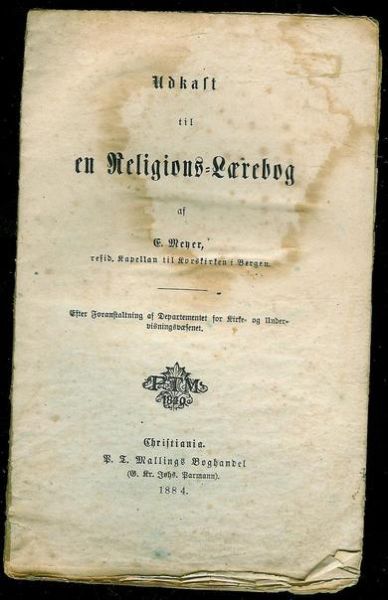 Udkast
til
en Religions-Lærebog
af
E. Meyer,
resid. Kapellan til Korskirken i Bergen.
Efter Foranstaltning af Departementet for Kirke- og Under-
visningsvæsenet.
P.T.M.
1849.
Christiania.
P. T. Mallings Boghandel
(G. Kr. Johs. Parmann).
1884.